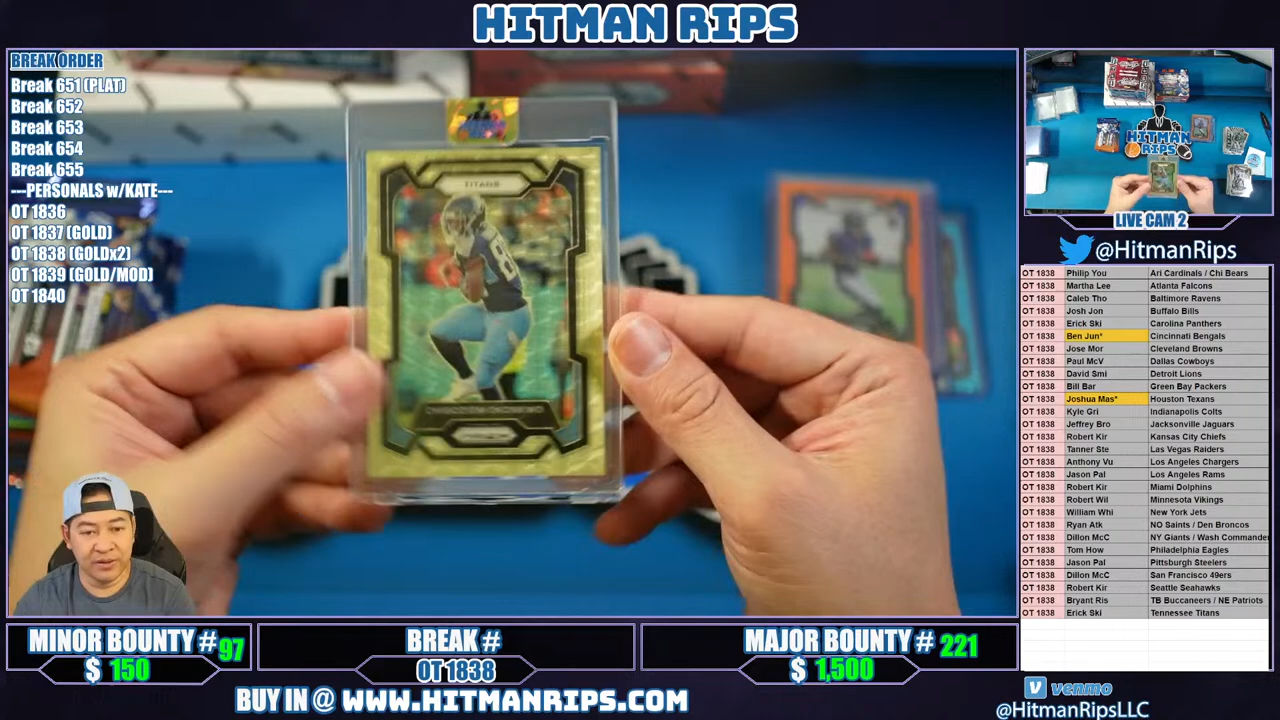 HITMAN RIPS
BREAK ORDER
Break 651 (PLAT)
Break 652
Break 653
Break 654
Break 655
---PERSONALS w/KATE---
OT 1836
OT 1837 (GOLD)
OT 1838 (GOLDx2)
OT 1839 (GOLD/MOD)
OT 1840
TITANS
HITMAN
RIPS
LIVE CAM 2
@HitmanRips
OT 1838 Philip You Ari Cardinals / Chi Bears
OT 1838 Martha Lee Atlanta Falcons
OT 1838 Caleb Tho Baltimore Ravens
OT 1838 Josh Jon Buffalo Bills
OT 1838 Erick Ski Carolina Panthers
OT 1838 Ben Jun* Cincinnati Bengals
OT 1838 Jose Mor Cleveland Browns
OT 1838 Paul McV Dallas Cowboys
OT 1838 David Smi Detroit Lions
OT 1838 Bill Bar Green Bay Packers
OT 1838 Joshua Mas* Houston Texans
OT 1838 Kyle Gri Indianapolis Colts
OT 1838 Jeffrey Bro Jacksonville Jaguars
OT 1838 Robert Kir Kansas City Chiefs
OT 1838 Tanner Ste Las Vegas Raiders
OT 1838 Anthony Vu Los Angeles Chargers
OT 1838 Jason Pal Los Angeles Rams
OT 1838 Robert Kir Miami Dolphins
OT 1838 Robert Wil Minnesota Vikings
OT 1838 William Whi New York Jets
OT 1838 Ryan Atk NO Saints / Den Broncos
OT 1838 Dillon McC NY Giants / Wash Commander
OT 1838 Tom How Philadelphia Eagles
OT 1838 Jason Pal Pittsburgh Steelers
OT 1838 Dillon McC San Francisco 49ers
OT 1838 Robert Kir Seattle Seahawks
OT 1838 Bryant Ris TB Buccaneers / NE Patriots
OT 1838 Erick Ski Tennessee Titans
MINOR BOUNTY # 97
$ 150
BREAK #
OT 1838
MAJOR BOUNTY # 221
$ 1,500
BUY IN @ WWW.HITMANRIPS.COM
venmo
@HitmanRipsLLC